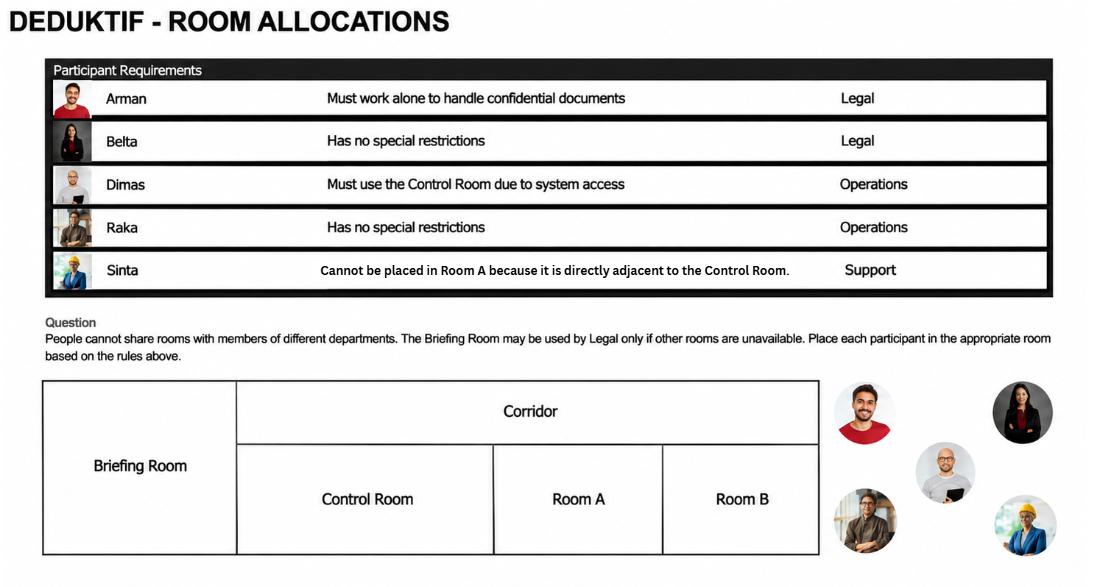 DEDUKTIF - ROOM ALLOCATIONS
Participant Requirements
Arman Must work alone to handle confidential documents Legal
Belta Has no special restrictions Legal
Dimas Must use the Control Room due to system access Operations
Raka Has no special restrictions Operations
Sinta Cannot be placed in Room A because it is directly adjacent to the Control Room. Support
Question
People cannot share rooms with members of different departments. The Briefing Room may be used by Legal only if other rooms are unavailable. Place each participant in the appropriate room
based on the rules above.
Corridor
Briefing Room
Control Room Room A Room B